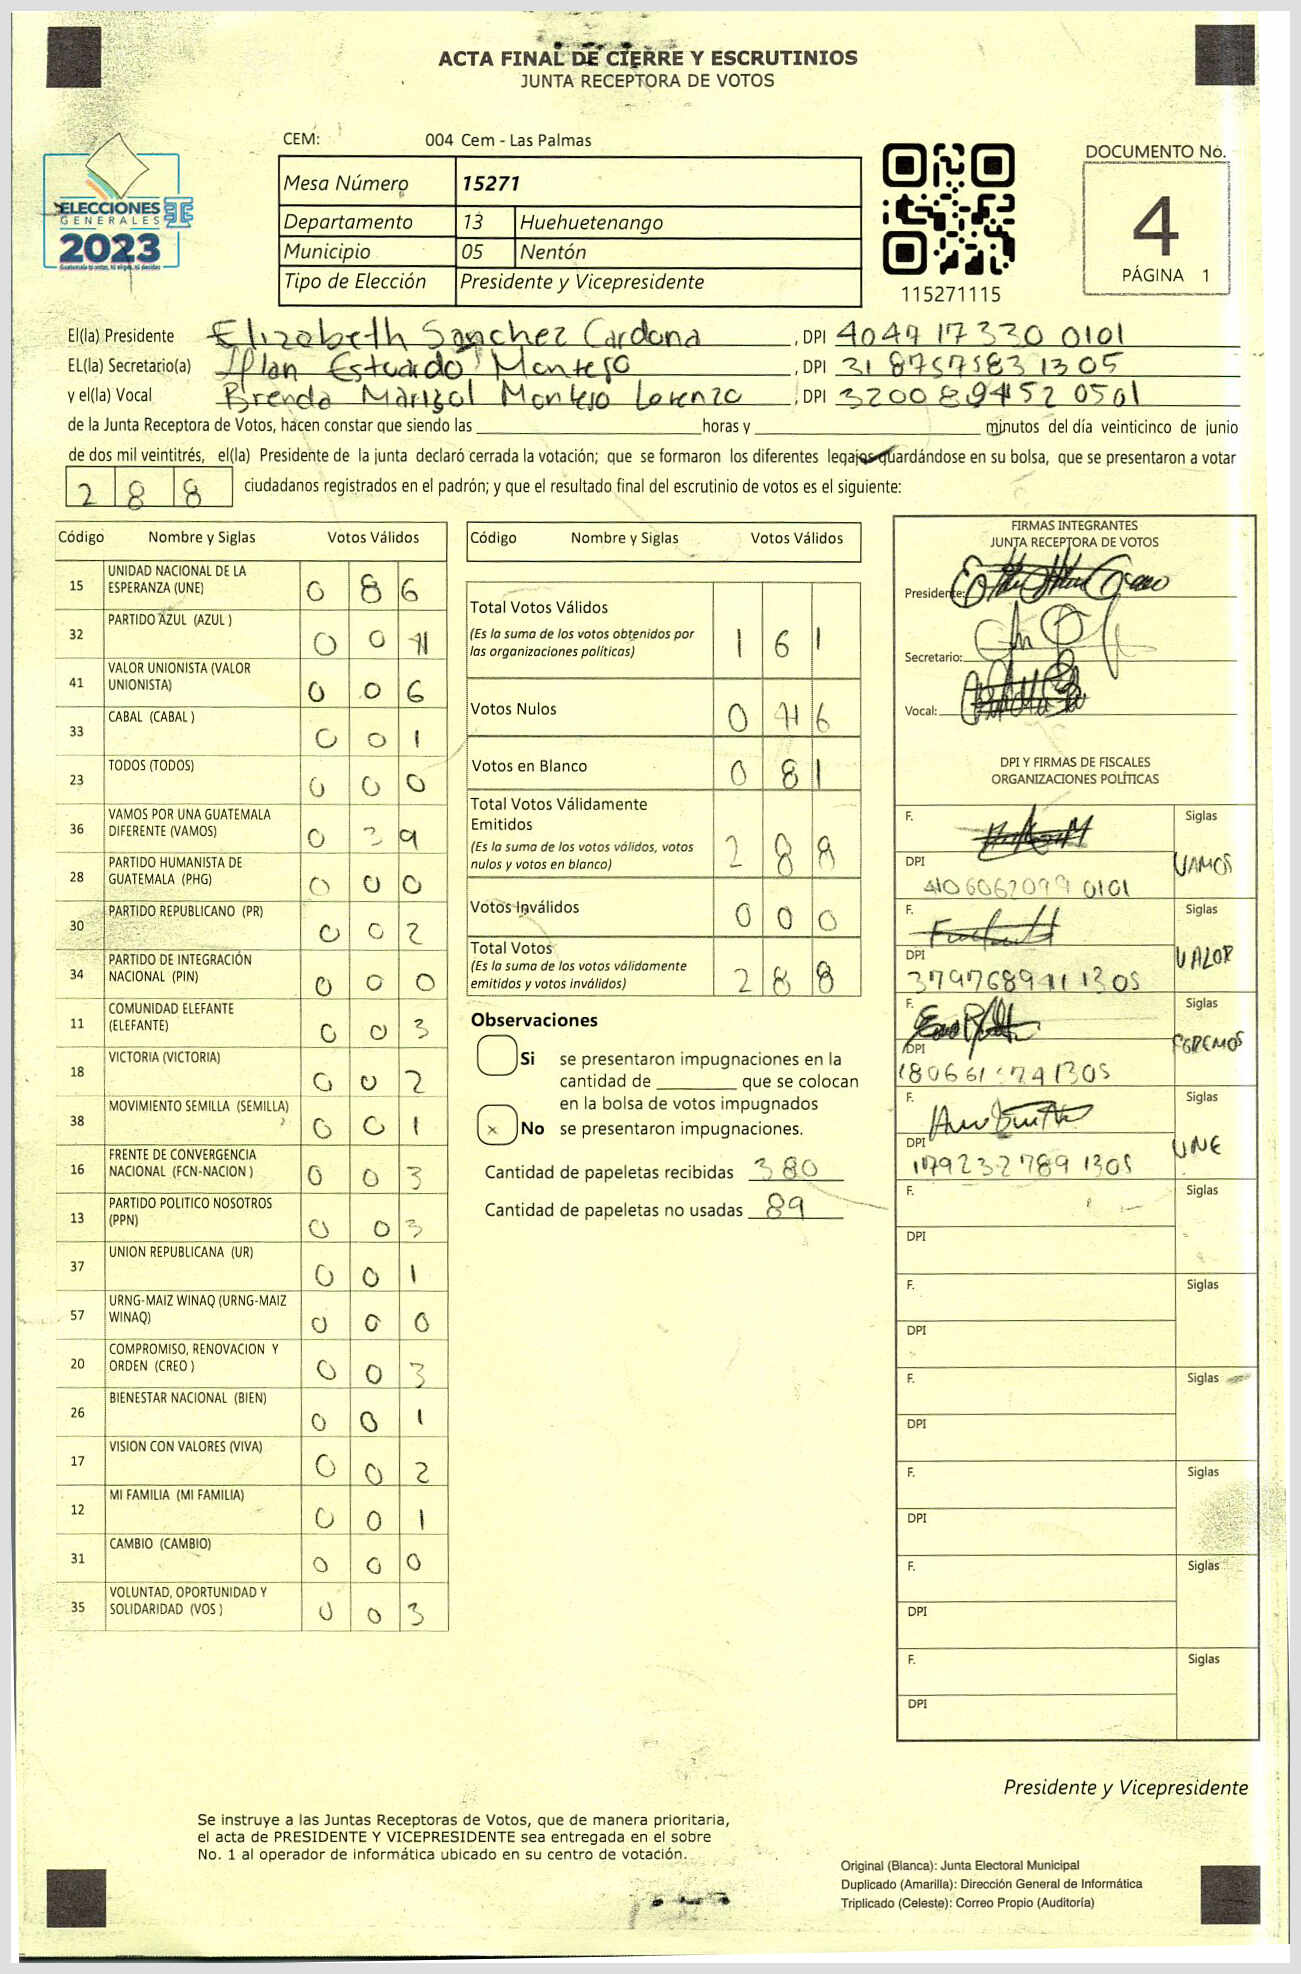 ACTA FINAL DE CIERRE Y ESCRUTINIOS
JUNTA RECEPTORA DE VOTOS
CEM: 004 Cem - Las Palmas
ELECCIONES
GENERALES
2023
Mesa Número 15271
Departamento 13 Huehuetenango
Municipio 05 Nentón
Tipo de Elección Presidente y Vicepresidente
115271115
DOCUMENTO No.
4
PÁGINA 1
El(la) Presidente Elizabeth Sanchez Cardona, DPI 4049 17330 0101
EL(la) Secretario(a) Estuardo Montejo, DPI 31 8757583 1305
y el(la) Vocal Brenda Marisol Montejo Lorenzo, DPI
de la Junta Receptora de Votos, hacen constar que siendo las ____ horas y ____ minutos del día veinticinco de junio
de dos mil veintitrés, el(la) Presidente de la junta declaró cerrada la votación; que se formaron los diferentes legajos guardándose en su bolsa, que se presentaron a votar
288 ciudadanos registrados en el padrón; y que el resultado final del escrutinio de votos es el siguiente:
Código Nombre y Siglas Votos Válidos
15 UNIDAD NACIONAL DE LA ESPERANZA (UNE) 0 8 6
32 PARTIDO AZUL (AZUL ) 0 0 4
41 VALOR UNIONISTA (VALOR UNIONISTA) 0 0 6
33 CABAL (CABAL ) 0 0 1
23 TODOS (TODOS) 0 0 0
36 VAMOS POR UNA GUATEMALA DIFERENTE (VAMOS) 0 3 9
28 PARTIDO HUMANISTA DE GUATEMALA (PHG) 0 0 0
30 PARTIDO REPUBLICANO (PR) 0 0 2
34 PARTIDO DE INTEGRACIÓN NACIONAL (PIN) 0 0 0
11 COMUNIDAD ELEFANTE (ELEFANTE) 0 0 3
18 VICTORIA (VICTORIA) 0 0 2
38 MOVIMIENTO SEMILLA (SEMILLA) 0 0 1
16 FRENTE DE CONVERGENCIA NACIONAL (FCN-NACION ) 0 0 3
13 PARTIDO POLITICO NOSOTROS (PPN) 0 0 3
37 UNION REPUBLICANA (UR) 0 0 1
57 URNG-MAIZ WINAQ (URNG-MAIZ WINAQ) 0 0 0
20 COMPROMISO, RENOVACION Y ORDEN (CREO ) 0 0 3
26 BIENESTAR NACIONAL (BIEN) 0 0 1
17 VISION CON VALORES (VIVA) 0 0 2
12 MI FAMILIA (MI FAMILIA) 0 0 1
31 CAMBIO (CAMBIO) 0 0 0
35 VOLUNTAD, OPORTUNIDAD Y SOLIDARIDAD (VOS ) 0 0 3
Código Nombre y Siglas Votos Válidos
Total Votos Válidos 1 6 1
(Es la suma de los votos obtenidos por
las organizaciones políticas)
Votos Nulos 0 4 6
Votos en Blanco 0 8 1
Total Votos Válidamente
Emitidos 2 8 8
(Es la suma de los votos válidos, votos
nulos y votos en blanco)
Votos Inválidos 0 0 0
Total Votos 2 8 8
(Es la suma de los votos válidamente
emitidos y votos inválidos)
Observaciones
Si se presentaron impugnaciones en la
cantidad de ____ que se colocan
en la bolsa de votos impugnados
x No se presentaron impugnaciones.
Cantidad de papeletas recibidas 380
Cantidad de papeletas no usadas 89
FIRMAS INTEGRANTES
JUNTA RECEPTORA DE VOTOS
Presidente:
Secretario:
Vocal:
DPI Y FIRMAS DE FISCALES
ORGANIZACIONES POLÍTICAS
F. Siglas
DPI VAMOS
4106062099 0101
F. Siglas
DPI VALOR
379768941 1305
F. Siglas
DPI PODEMOS
F. Siglas
DPI UNE
179232789 1305
F. Siglas
DPI
F. Siglas
DPI
F. Siglas
DPI
F. Siglas
DPI
F. Siglas
DPI
F. Siglas
DPI
Presidente y Vicepresidente
Se instruye a las Juntas Receptoras de Votos, que de manera prioritaria,
el acta de PRESIDENTE Y VICEPRESIDENTE sea entregada en el sobre
No. 1 al operador de informática ubicado en su centro de votación.
Original (Blanca): Junta Electoral Municipal
Duplicado (Amarilla): Dirección General de Informática
Triplicado (Celeste): Correo Propio (Auditoría)